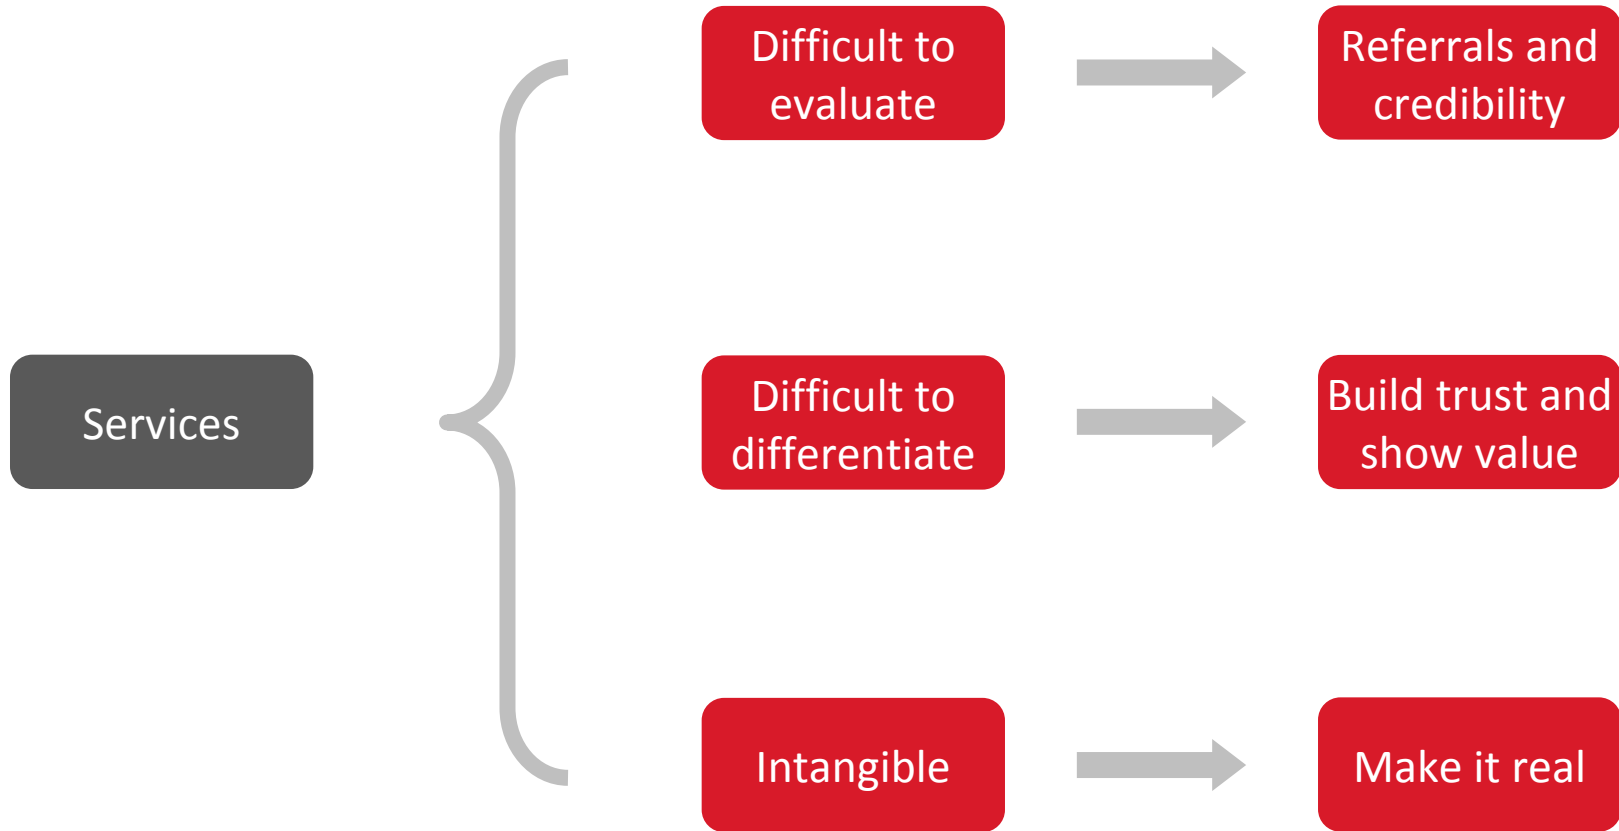 Difficult to
evaluate
Referrals and
credibility
Services
Difficult to
differentiate
Build trust and
show value
Intangible
Make it real